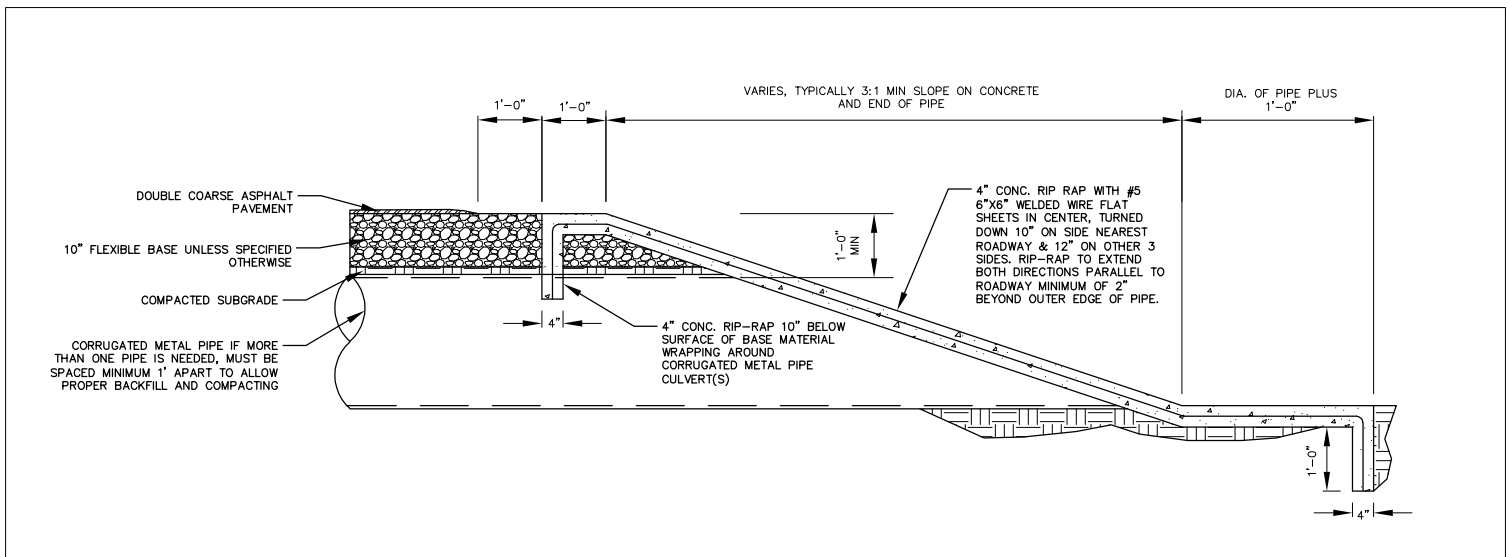 VARIES, TYPICALLY 3:1 MIN SLOPE ON CONCRETE
AND END OF PIPE
DIA. OF PIPE PLUS
1'-0"
1'-0"
1'-0"
DOUBLE COARSE ASPHALT
PAVEMENT
10" FLEXIBLE BASE UNLESS SPECIFIED
OTHERWISE
COMPACTED SUBGRADE
CORRUGATED METAL PIPE IF MORE
THAN ONE PIPE IS NEEDED, MUST BE
SPACED MINIMUM 1' APART TO ALLOW
PROPER BACKFILL AND COMPACTING
4"
4" CONC. RIP-RAP 10" BELOW
SURFACE OF BASE MATERIAL
WRAPPING AROUND
CORRUGATED METAL PIPE
CULVERT(S)
1'-0"
MIN
4" CONC. RIP RAP WITH #5
6"X6" WELDED WIRE FLAT
SHEETS IN CENTER, TURNED
DOWN 10" ON SIDE NEAREST
ROADWAY & 12" ON OTHER 3
SIDES. RIP-RAP TO EXTEND
BOTH DIRECTIONS PARALLEL TO
ROADWAY MINIMUM OF 2"
BEYOND OUTER EDGE OF PIPE.
1'-0"
4"